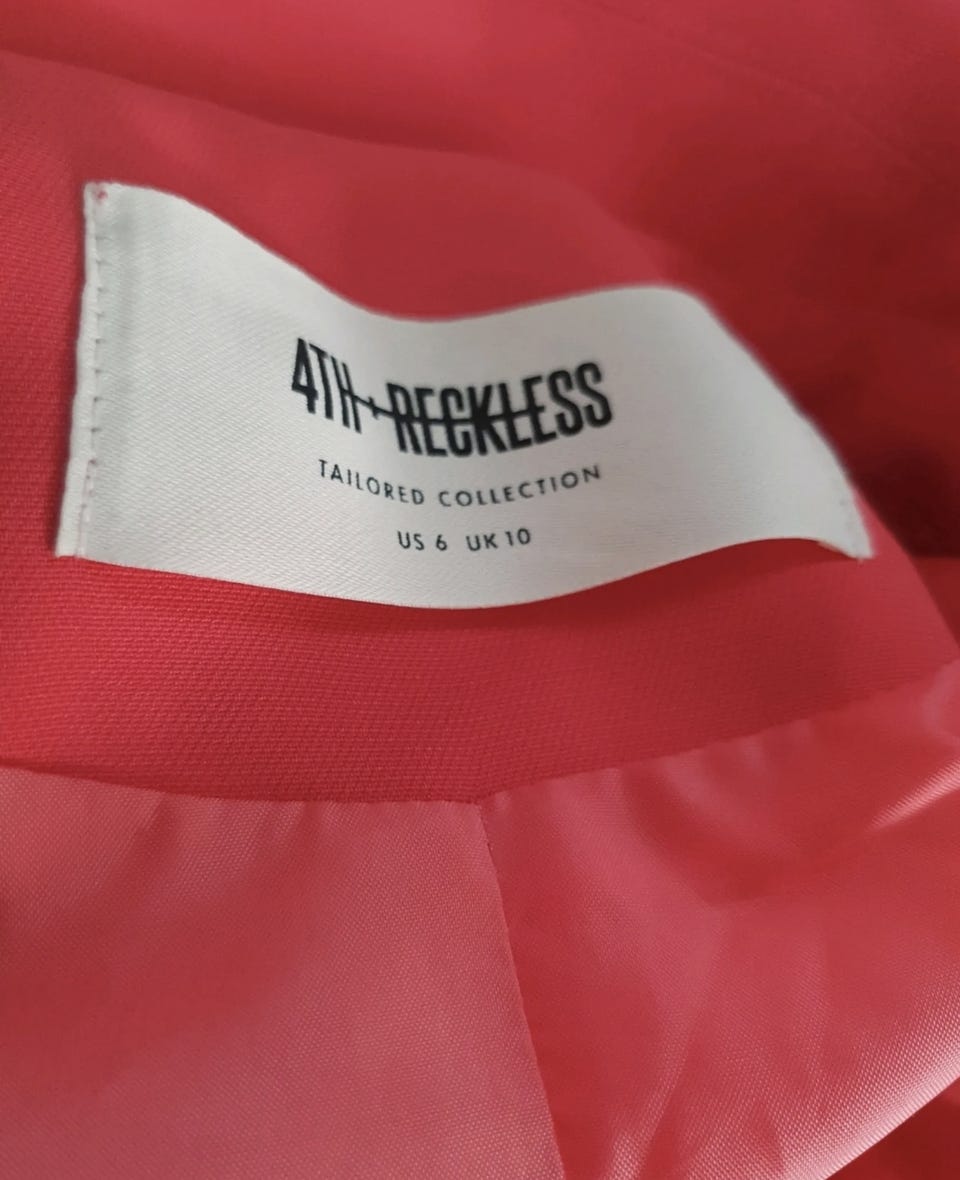 4TH + RECKLESS
TAILORED COLLECTION
US 6 UK 10